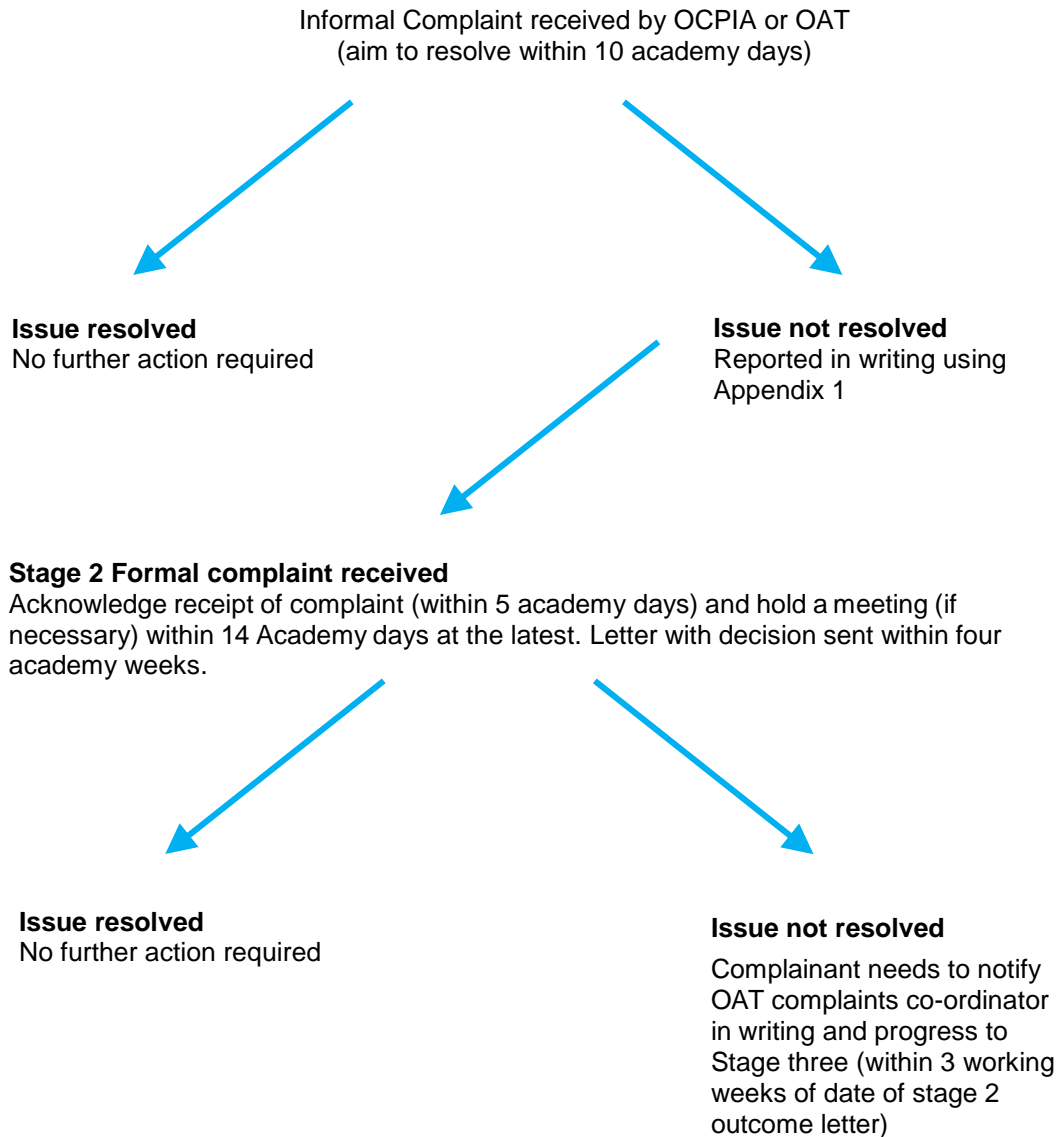 Informal Complaint received by OCPIA or OAT
(aim to resolve within 10 academy days)
Issue resolved
No further action required
Issue not resolved
Reported in writing using
Appendix 1
Stage 2 Formal complaint received
Acknowledge receipt of complaint (within 5 academy days) and hold a meeting (if
necessary) within 14 Academy days at the latest. Letter with decision sent within four
academy weeks.
Issue resolved
No further action required
Issue not resolved
Complainant needs to notify
OAT complaints co-ordinator
in writing and progress to
Stage three (within 3 working
weeks of date of stage 2
outcome letter)